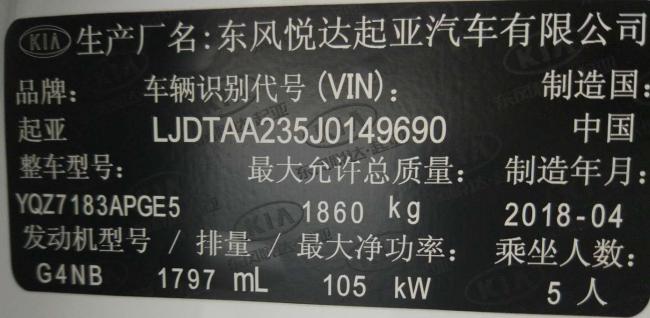 KIA 生产厂名:东风悦达起亚汽车有限公司
品牌: 车辆识别代号(VIN): 制造国:
起亚 LJDTAA235J0149690 中国
整车型号: 最大允许总质量: 制造年月:
YQZ7183APGE5 1860 kg 2018-04
发动机型号 / 排量 / 最大净功率: 乘坐人数:
G4NB 1797 mL 105 kW 5 人